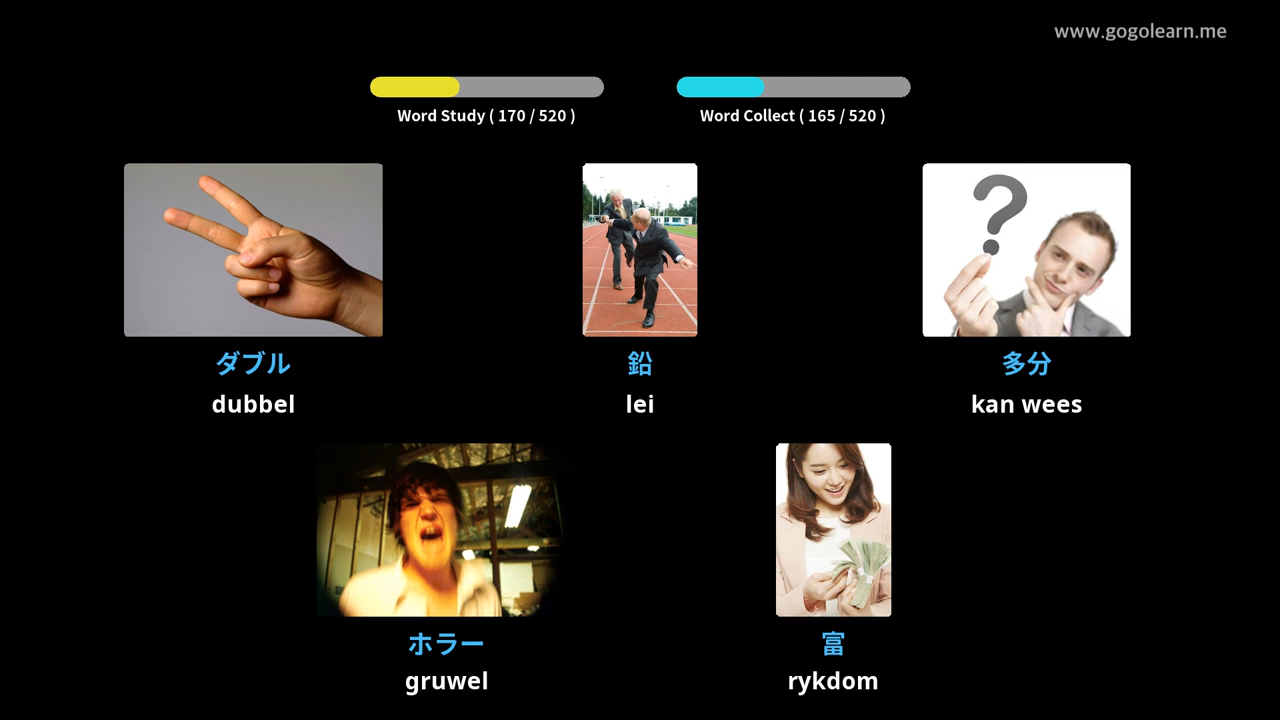 www.gogolearn.me
Word Study ( 170 / 520 )
Word Collect ( 165 / 520 )
ダブル
dubbel
鉛
lei
多分
kan wees
ホラー
gruwel
富
rykdom